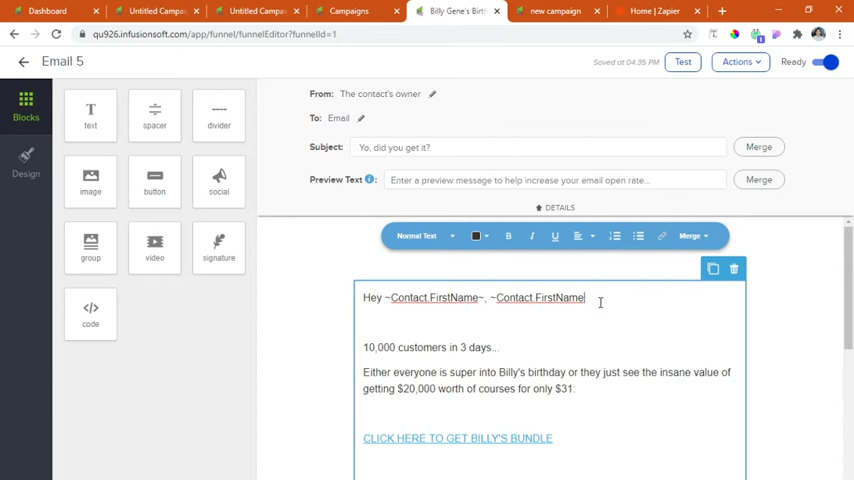 Dashboard
Untitled Campa
Untitled Campa
Campaigns
Billy Gene's Birth
new campaign
Home | Zapier
qu926.infusionsoft.com/app/funnel/funnelEditor?funnelId=1
Email 5
Saved at 04:35 PM
Test
Actions
Ready
Blocks
Design
text
spacer
divider
image
button
social
group
video
signature
code
From: The contact's owner
To: Email
Subject: Yo, did you get it?
Merge
Preview Text: Enter a preview message to help increase your email open rate...
Merge
DETAILS
Normal Text B I U Merge
Hey ~Contact.FirstName~, ~Contact.FirstName
10,000 customers in 3 days...
Either everyone is super into Billy's birthday or they just see the insane value of
getting $20,000 worth of courses for only $31:
CLICK HERE TO GET BILLY'S BUNDLE